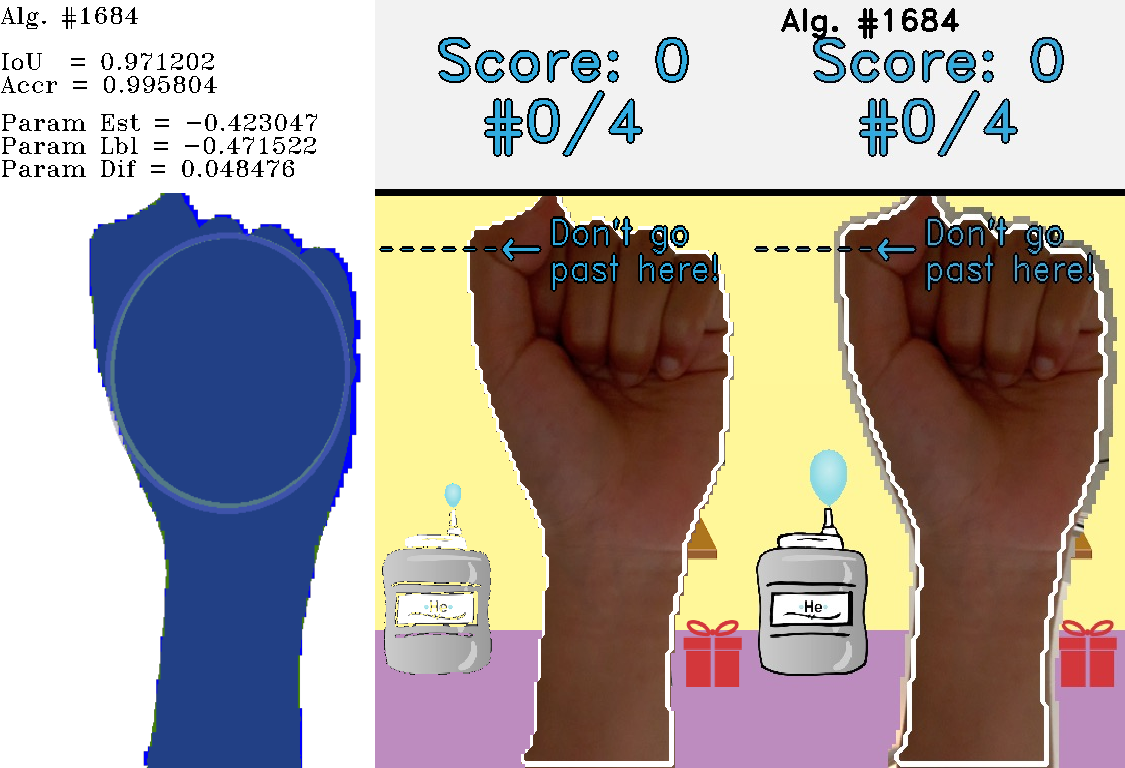 Alg. #1684
IoU = 0.971202
Accr = 0.995804
Param Est = −0.423047
Param Lbl = −0.471522
Param Dif = 0.048476
Score: 0
#0/4
Don't go
past here!
He
Alg. #1684
Score: 0
#0/4
Don't go
past here!
He